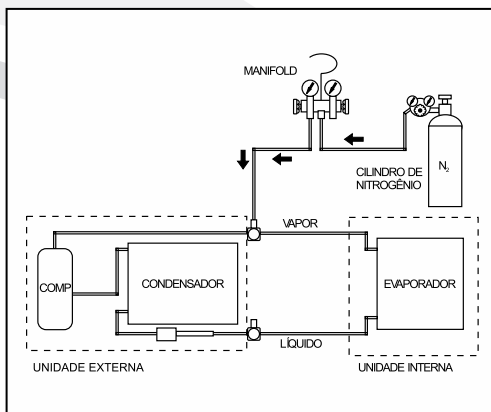 MANIFOLD
CILINDRO DE
NITROGÊNIO
N2
VAPOR
COMP
CONDENSADOR
EVAPORADOR
LÍQUIDO
UNIDADE EXTERNA
UNIDADE INTERNA